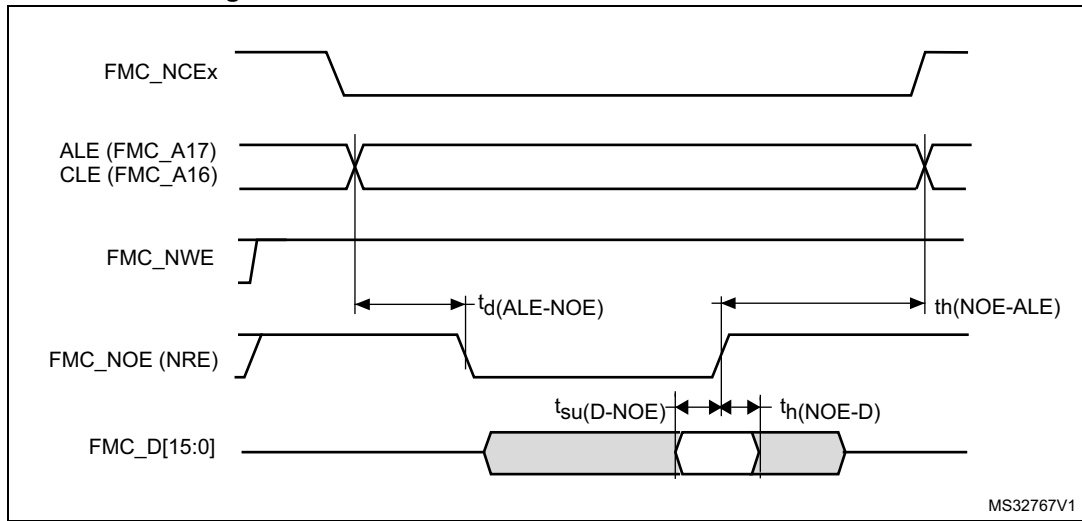 FMC_NCEx
ALE (FMC_A17)
CLE (FMC_A16)
FMC_NWE
td(ALE-NOE)
th(NOE-ALE)
FMC_NOE (NRE)
tsu(D-NOE)
th(NOE-D)
FMC_D[15:0]
MS32767V1